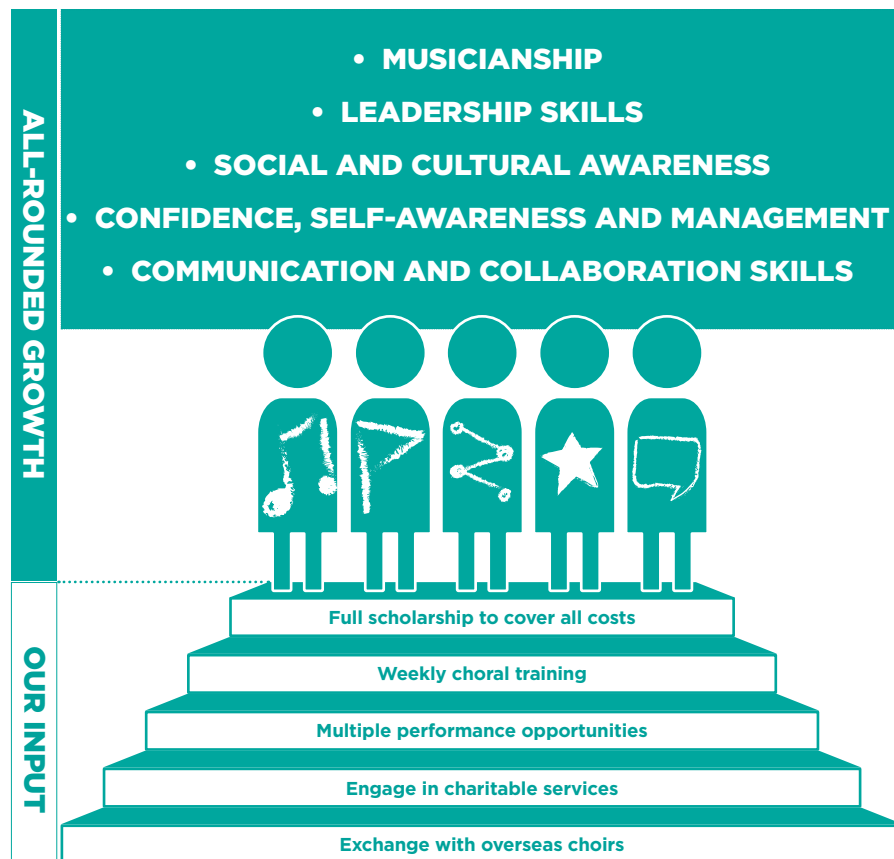 ALL-ROUNDED GROWTH
• MUSICIANSHIP
• LEADERSHIP SKILLS
• SOCIAL AND CULTURAL AWARENESS
• CONFIDENCE, SELF-AWARENESS AND MANAGEMENT
• COMMUNICATION AND COLLABORATION SKILLS
OUR INPUT
Full scholarship to cover all costs
Weekly choral training
Multiple performance opportunities
Engage in charitable services
Exchange with overseas choirs